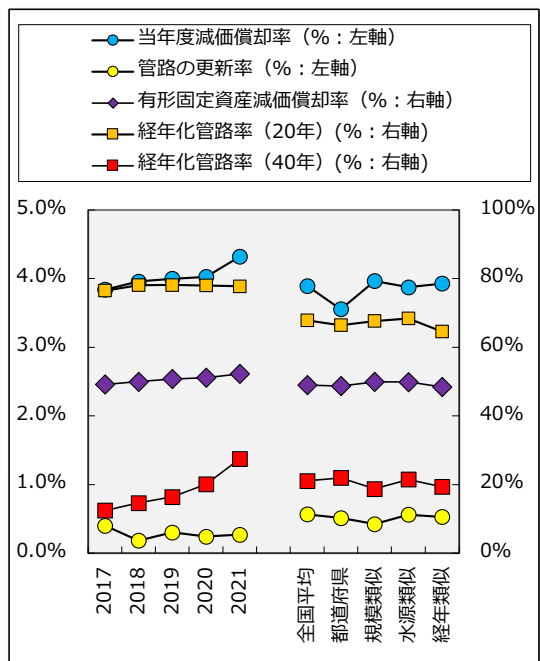 当年度減価償却率（%：左軸）
管路の更新率（%：左軸）
有形固定資産減価償却率（%：右軸）
経年化管路率（20年）(%：右軸)
経年化管路率（40年）(%：右軸)
5.0%
4.0%
3.0%
2.0%
1.0%
0.0%
100%
80%
60%
40%
20%
0%
2017
2018
2019
2020
2021
全国平均
都道府県
規模類似
水源類似
経年類似